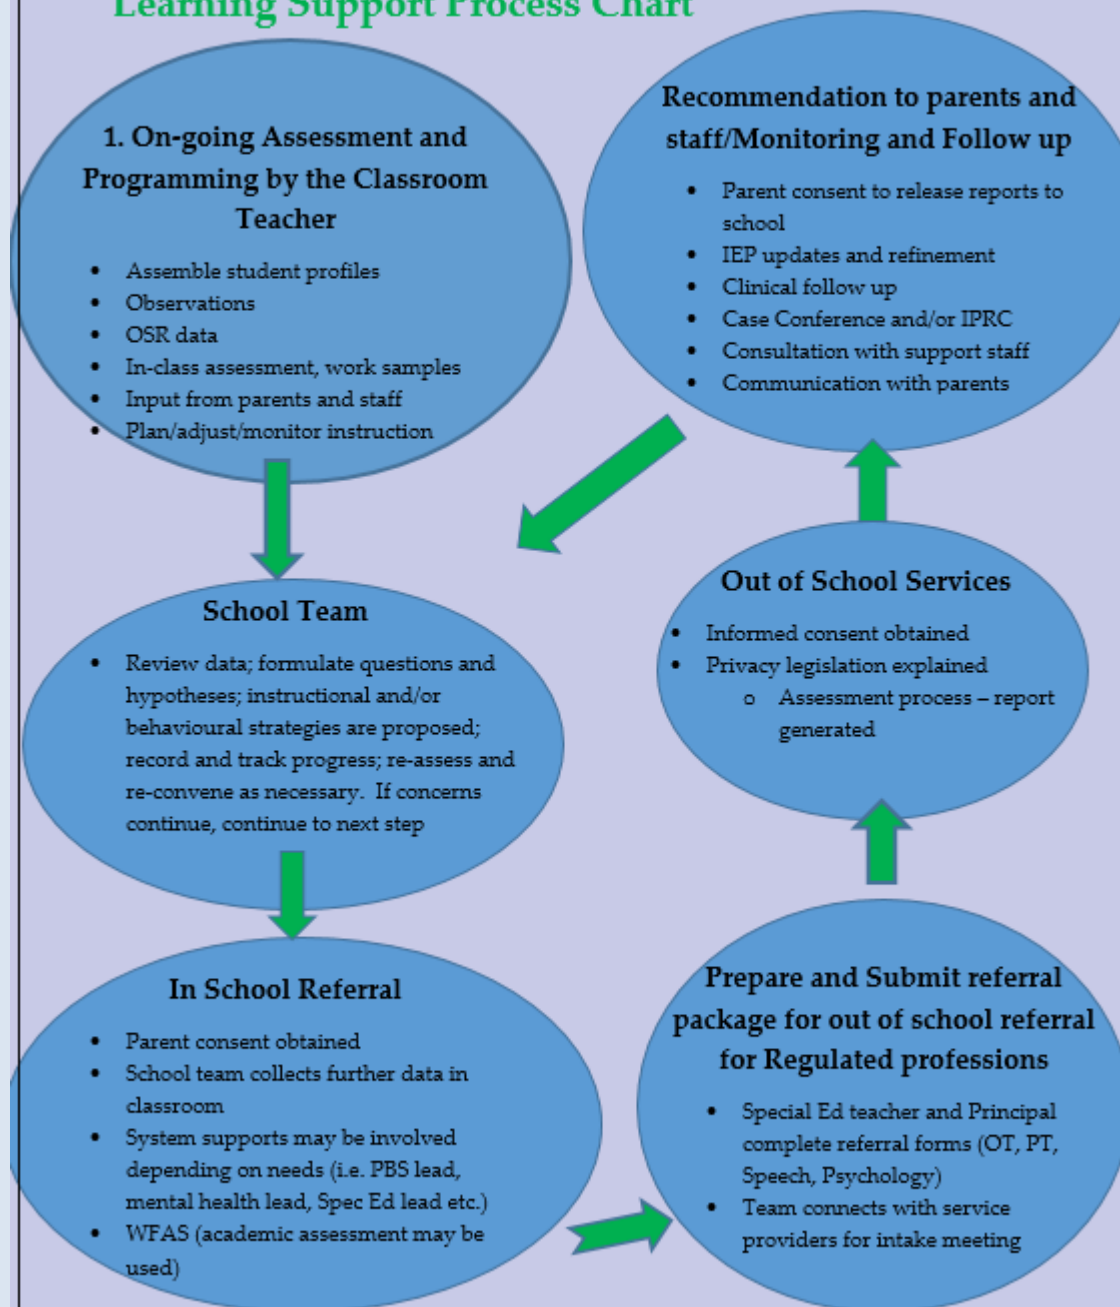 Learning Support Process Chart
1. On-going Assessment and
Programming by the Classroom
Teacher
• Assemble student profiles
• Observations
• OSR data
• In-class assessment, work samples
• Input from parents and staff
• Plan/adjust/monitor instruction
School Team
• Review data; formulate questions and
hypotheses; instructional and/or
behavioural strategies are proposed;
record and track progress; re-assess and
re-convene as necessary.  If concerns
continue, continue to next step
In School Referral
• Parent consent obtained
• School team collects further data in
classroom
• System supports may be involved
depending on needs (i.e. PBS lead,
mental health lead, Spec Ed lead etc.)
• WFAS (academic assessment may be
used)
Prepare and Submit referral
package for out of school referral
for Regulated professions
• Special Ed teacher and Principal
complete referral forms (OT, PT,
Speech, Psychology)
• Team connects with service
providers for intake meeting
Out of School Services
• Informed consent obtained
• Privacy legislation explained
o Assessment process – report
generated
Recommendation to parents and
staff/Monitoring and Follow up
• Parent consent to release reports to
school
• IEP updates and refinement
• Clinical follow up
• Case Conference and/or IPRC
• Consultation with support staff
• Communication with parents